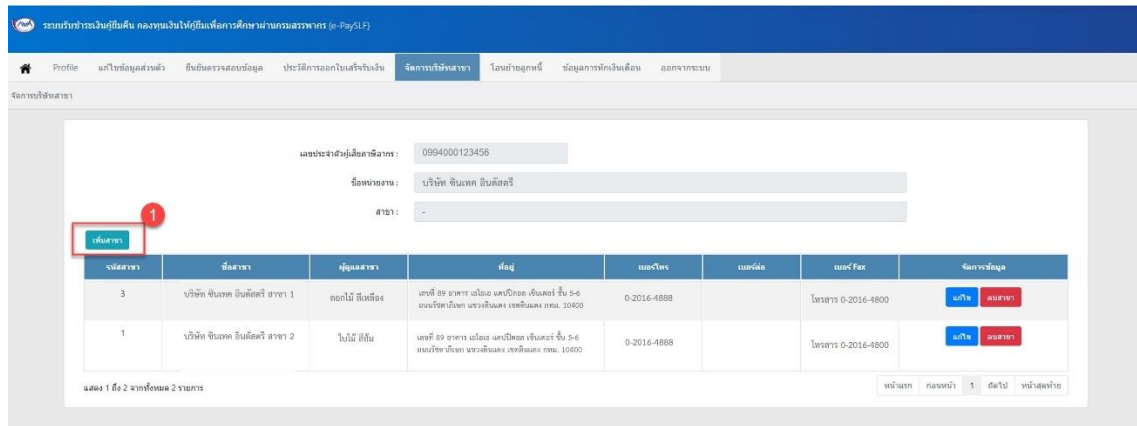 ระบบรับชำระเงินกู้ยืมคืน กองทุนเงินให้กู้ยืมเพื่อการศึกษาผ่านกรมสรรพากร (e-PaySLF)
Profile แก้ไขข้อมูลส่วนตัว ยืนยันตรวจสอบข้อมูล ประวัติการออกใบเสร็จรับเงิน จัดการบริษัทสาขา โอนย้ายลูกหนี้ ข้อมูลการหักเงินเดือน ออกจากระบบ
จัดการบริษัทสาขา
เลขประจำตัวผู้เสียภาษีอากร : 0994000123456
ชื่อหน่วยงาน : บริษัท ชินเทค อินดัสตรี
สาขา : -
1
เพิ่มสาขา
รหัสสาขา ชื่อสาขา ผู้ดูแลสาขา ที่อยู่ เบอร์โทร เบอร์ต่อ เบอร์ Fax จัดการข้อมูล
3 บริษัท ชินเทค อินดัสตรี สาขา 1 ดอกไม้ สีเหลือง เลขที่ 89 อาคาร เอไอเอ แคปปิตอล เซ็นเตอร์ ชั้น 5-6 0-2016-4888 โทรสาร 0-2016-4800 แก้ไข ลบสาขา
ถนนรัชดาภิเษก แขวงดินแดง เขตดินแดง กทม. 10400
1 บริษัท ชินเทค อินดัสตรี สาขา 2 ใบไม้ สีส้ม เลขที่ 89 อาคาร เอไอเอ แคปปิตอล เซ็นเตอร์ ชั้น 5-6 0-2016-4888 โทรสาร 0-2016-4800 แก้ไข ลบสาขา
ถนนรัชดาภิเษก แขวงดินแดง เขตดินแดง กทม. 10400
แสดง 1 ถึง 2 จากทั้งหมด 2 รายการ หน้าแรก ก่อนหน้า 1 ถัดไป หน้าสุดท้าย